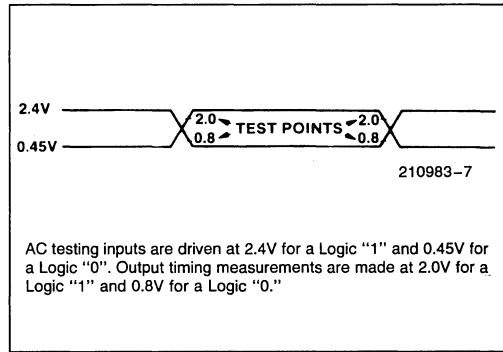 2.4V
2.0 TEST POINTS 2.0
0.8 0.8
0.45V
210983-7
AC testing inputs are driven at 2.4V for a Logic "1" and 0.45V for
a Logic "0". Output timing measurements are made at 2.0V for a
Logic "1" and 0.8V for a Logic "0."